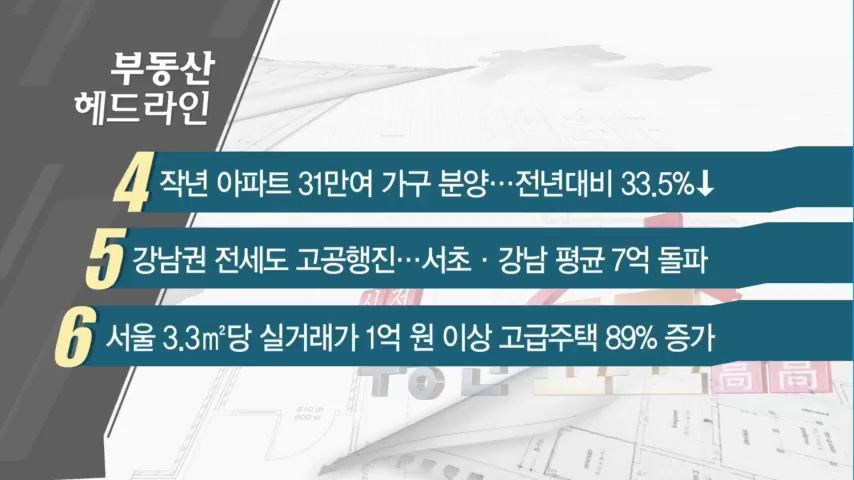 부동산
헤드라인
4 작년 아파트 31만여 가구 분양…전년대비 33.5%↓
5 강남권 전세도 고공행진…서초·강남 평균 7억 돌파
6 서울 3.3㎡당 실거래가 1억 원 이상 고급주택 89% 증가
高高